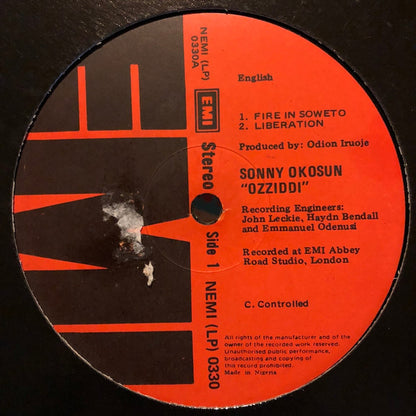 NEMI (LP)
0330A
EMI
Stereo
Side 1
NEMI (LP) 0330
English
1. FIRE IN SOWETO
2. LIBERATION
Produced by: Odion Iruoje
SONNY OKOSUN
"OZZIDDI"
Recording Engineers:
John Leckie, Haydn Bendall
and Emmanuel Odenusi
Recorded at EMI Abbey
Road Studio, London
C. Controlled
All rights of the manufacturer and of the
owner of the recorded work reserved.
Unauthorised public performance,
broadcasting and copying of
this record prohibited.
Made in Nigeria
EMI